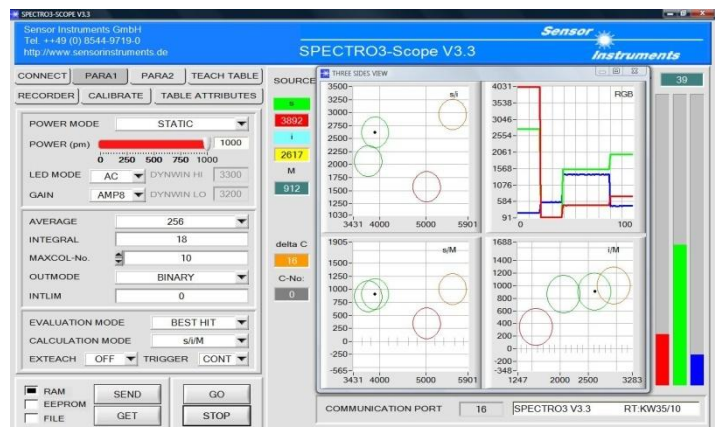 SPECTRO3-SCOPE V3.3
Sensor Instruments GmbH
Tel. ++49 (0) 8544-9719-0
http://www.sensorinstruments.de
SPECTRO3-Scope V3.3
Sensor
Instruments
CONNECT PARA1 PARA2 TEACH TABLE
RECORDER CALIBRATE TABLE ATTRIBUTES
POWER MODE STATIC
POWER (pm) 1000
0 250 500 750 1000
LED MODE AC DYNWIN HI 3300
GAIN AMP8 DYNWIN LO 3200
AVERAGE 256
INTEGRAL 18
MAXCOL-No. 10
OUTMODE BINARY
INTLIM 0
EVALUATION MODE BEST HIT
CALCULATION MODE s/i/M
EXTEACH OFF TRIGGER CONT
RAM
EEPROM
FILE
SEND GO
GET STOP
SOURCE
s
3892
i
2617
M
912
delta C
16
C-No:
0
THREE SIDES VIEW
39
s/i
3500
3250
3000
2750
2500
2250
2000
1750
1500
1250
1030
3431 4000 5000 5901
RGB
4031
3538
3046
2554
2061
1568
1076
584
91
0 100
s/M
1905
1500
1250
1000
750
500
250
0
-250
-565
3431 4000 5000 5901
i/M
1688
1400
1200
1000
800
600
400
200
0
-200
-348
1247 2000 2500 3283
COMMUNICATION PORT 16 SPECTRO3 V3.3 RT:KW35/10